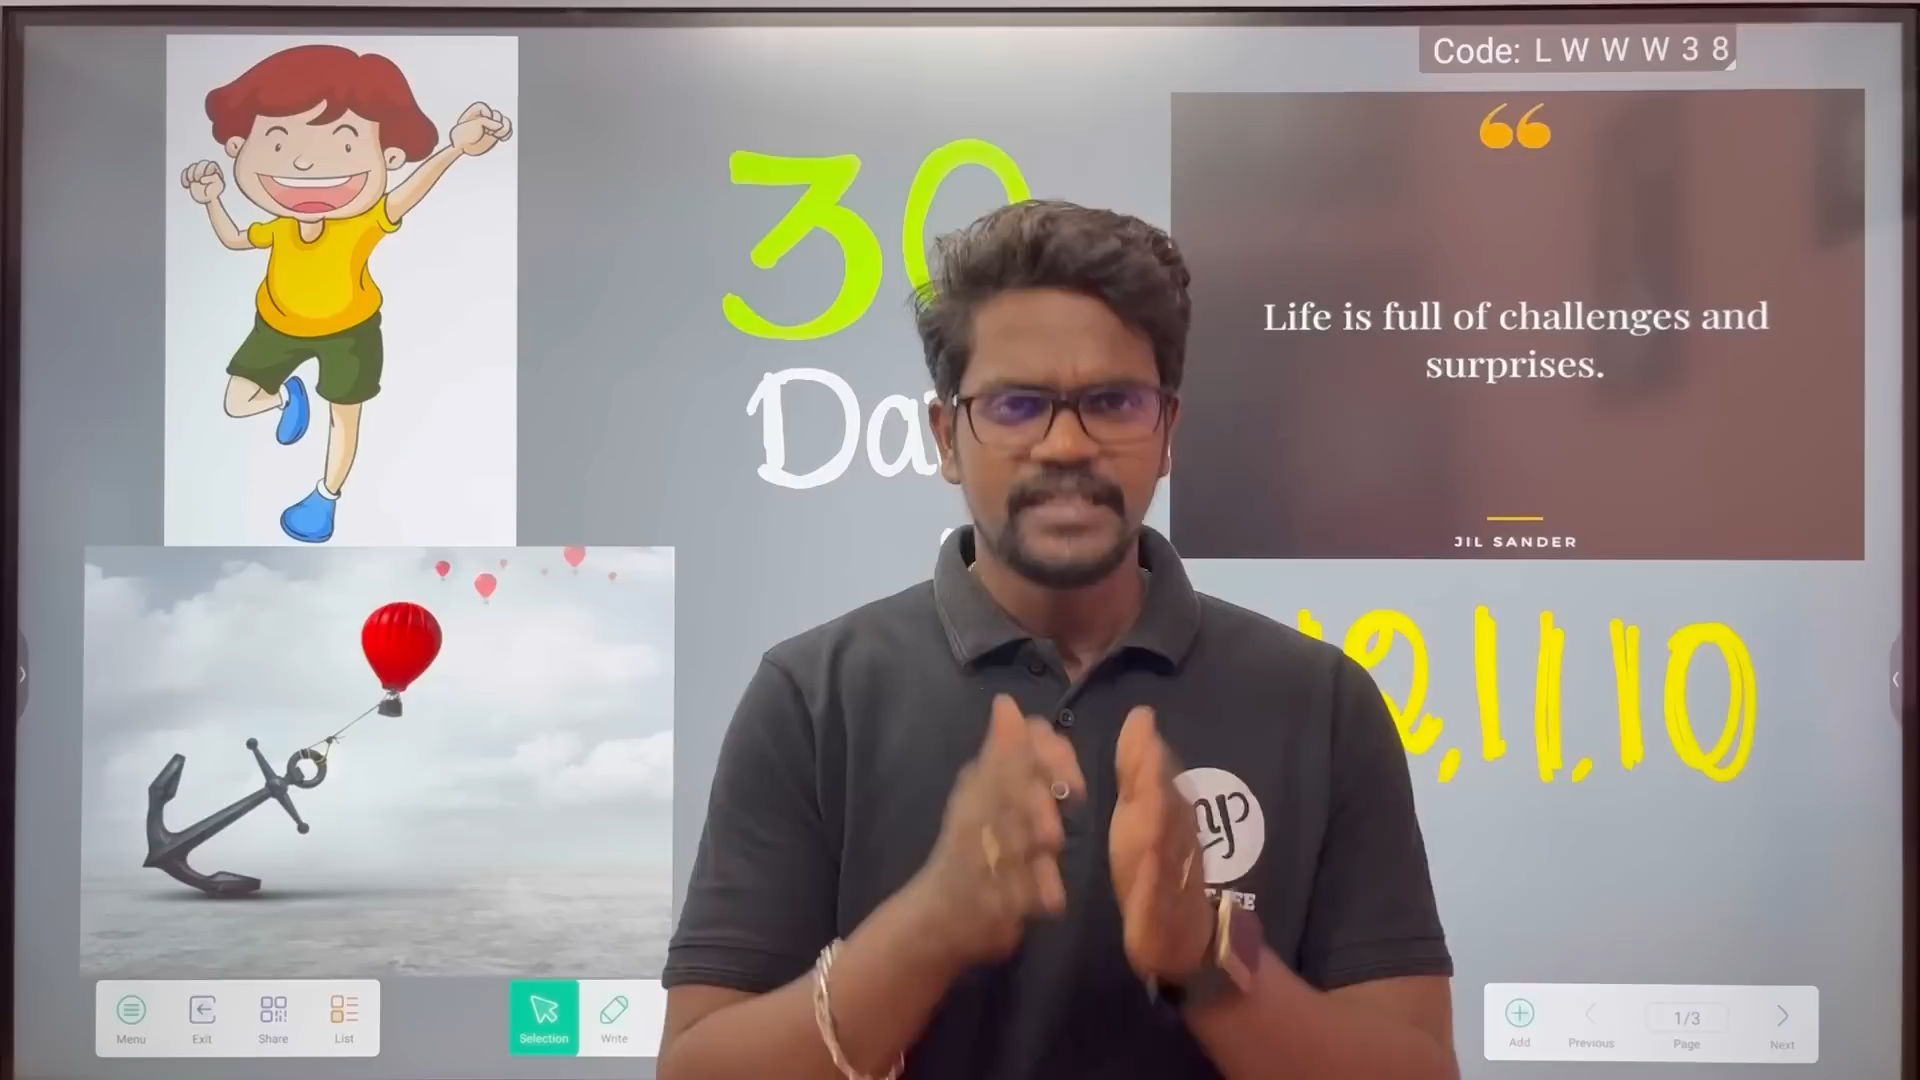 Code: L W W W 3 8
30
Life is full of challenges and
surprises.
JIL SANDER
Menu
Exit
Share
List
Selection
Write
Add
Previous
1/3
Page
Next